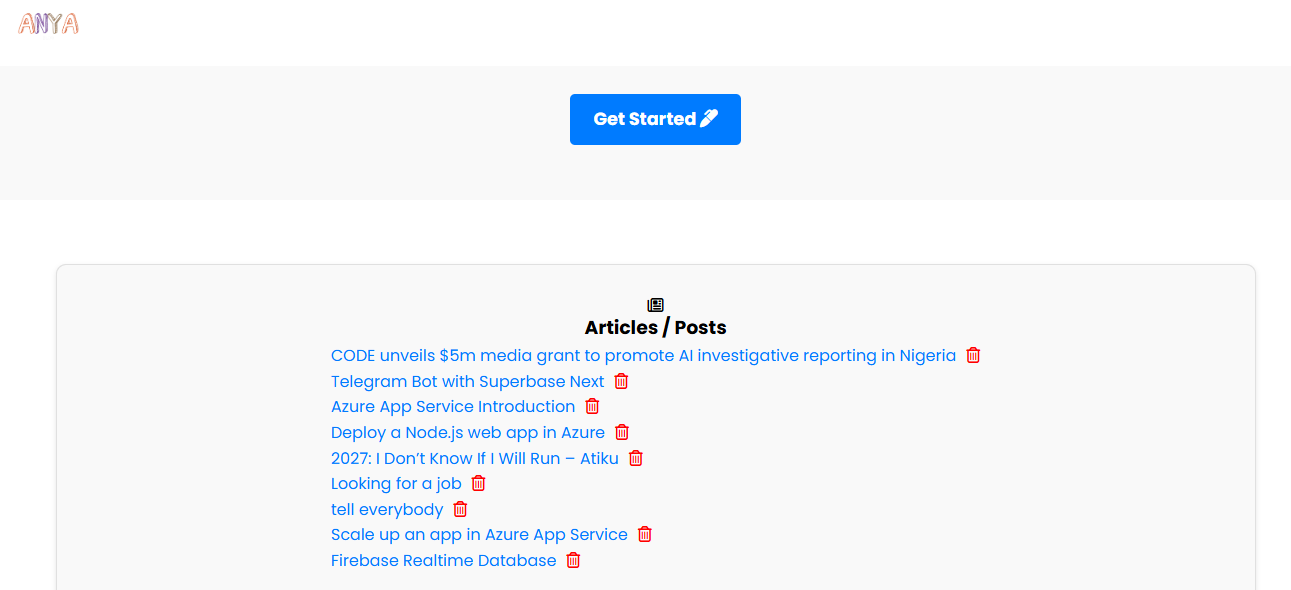 ANYA
Get Started
Articles / Posts
CODE unveils $5m media grant to promote AI investigative reporting in Nigeria
Telegram Bot with Superbase Next
Azure App Service Introduction
Deploy a Node.js web app in Azure
2027: I Don’t Know If I Will Run – Atiku
Looking for a job
tell everybody
Scale up an app in Azure App Service
Firebase Realtime Database